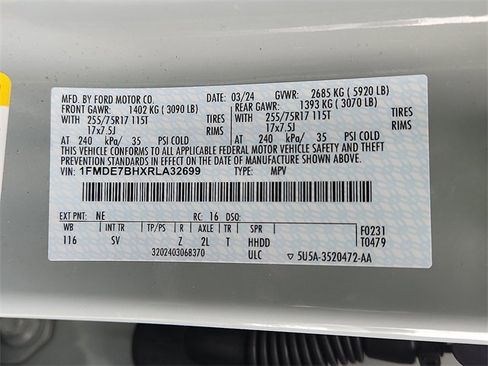 MFD. BY FORD MOTOR CO.
DATE: 03/24 GVWR: 2685 KG ( 5920 LB)
FRONT GAWR: 1402 KG ( 3090 LB) REAR GAWR: 1393 KG ( 3070 LB)
WITH 255/75R17 115T TIRES WITH 255/75R17 115T TIRES
17x7.5J RIMS 17x7.5J RIMS
AT 240 kPa/ 35 PSI COLD AT 240 kPa/ 35 PSI COLD
THIS VEHICLE CONFORMS TO ALL APPLICABLE FEDERAL MOTOR VEHICLE
SAFETY, BUMPER, AND THEFT PREVENTION STANDARDS IN EFFECT ON THE DATE OF MANUFACTURE SHOWN ABOVE.
VIN: 1FMDE7BHXRLA32699 TYPE: MPV
EXT PNT: NE RC: 16 DSO:
WB INT TR TP/PS R AXLE TR SPR F0231
116 SV Z 2L T HHDD T0479
3202403068370 ULC ▽ 5U5A-3520472-AA